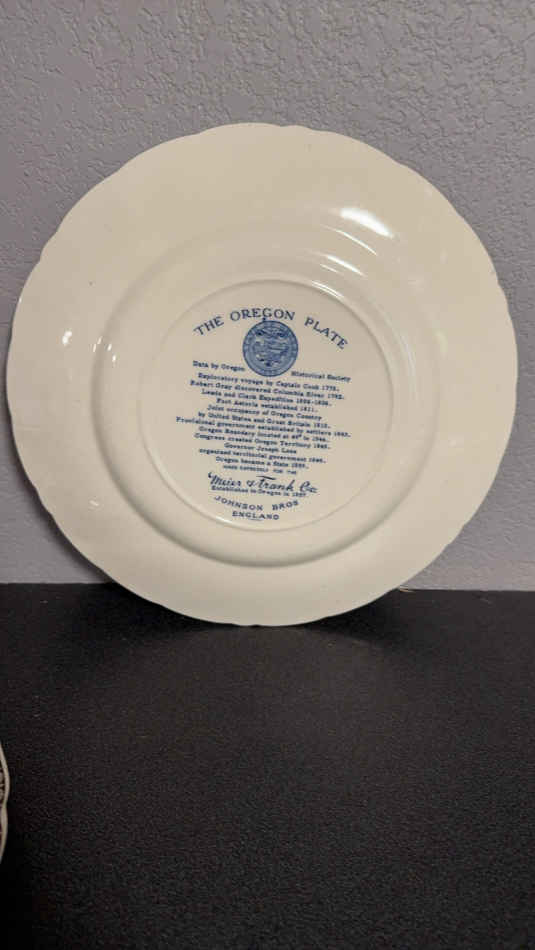 THE OREGON PLATE
Data by Oregon Historical Society
Exploratory voyage by Captain Cook 1778.
Robert Gray discovered Columbia River 1792.
Lewis and Clark Expedition 1804-1806.
Fort Astoria established 1811.
Joint occupancy of Oregon Country
by United States and Great Britain 1818.
Provisional government established by settlers 1843.
Oregon Boundary located at 49° in 1846.
Congress created Oregon Territory 1848.
Governor Joseph Lane
organized territorial government 1849.
Oregon became a State 1859.
MADE EXPRESSLY FOR THE
Meier & Frank Co.
Established in Oregon in 1857
JOHNSON BROS
ENGLAND